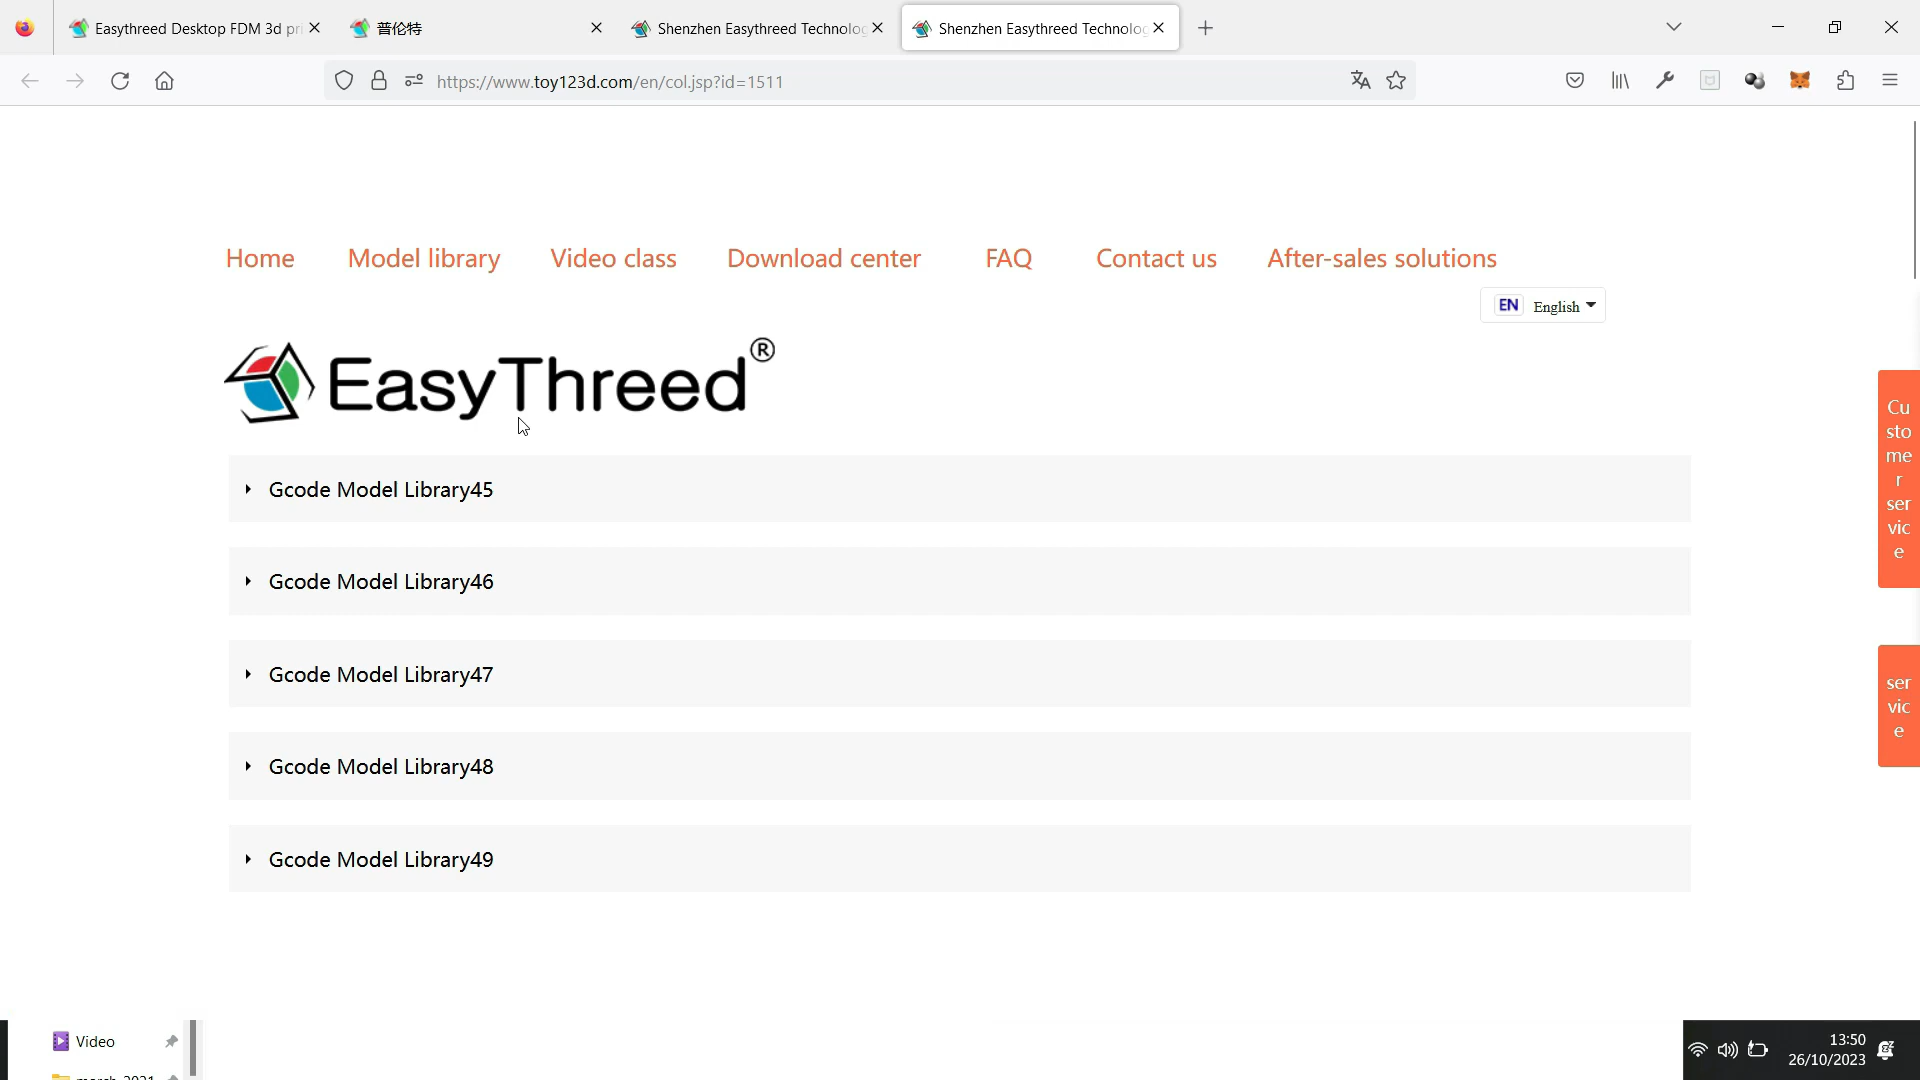 Easythreed Desktop FDM 3d pri
普伦特
Shenzhen Easythreed Technolog
Shenzhen Easythreed Technolog
https://www.toy123d.com/en/col.jsp?id=1511
Home
Model library
Video class
Download center
FAQ
Contact us
After-sales solutions
EN English
EasyThreed®
Cu
sto
me
r
ser
vic
e
Gcode Model Library45
Gcode Model Library46
Gcode Model Library47
ser
vic
e
Gcode Model Library48
Gcode Model Library49
Video
13:50
26/10/2023